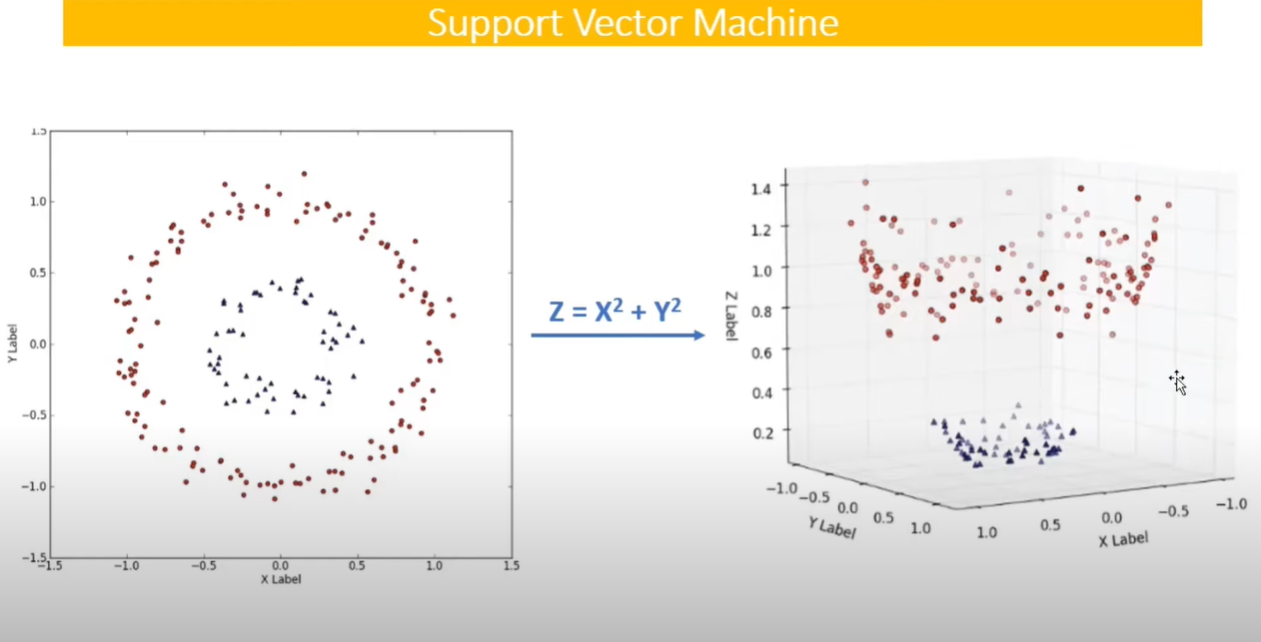 Support Vector Machine
1.5
1.0
0.5
0.0
−0.5
−1.0
−1.5
Y Label
−1.5 −1.0 −0.5 0.0 0.5 1.0 1.5
X Label
Z = X² + Y²
1.4
1.2
1.0
0.8
0.6
0.4
0.2
Z Label
−1.0 −0.5 0.0 0.5 1.0
Y Label
1.0 0.5 0.0 −0.5 −1.0
X Label